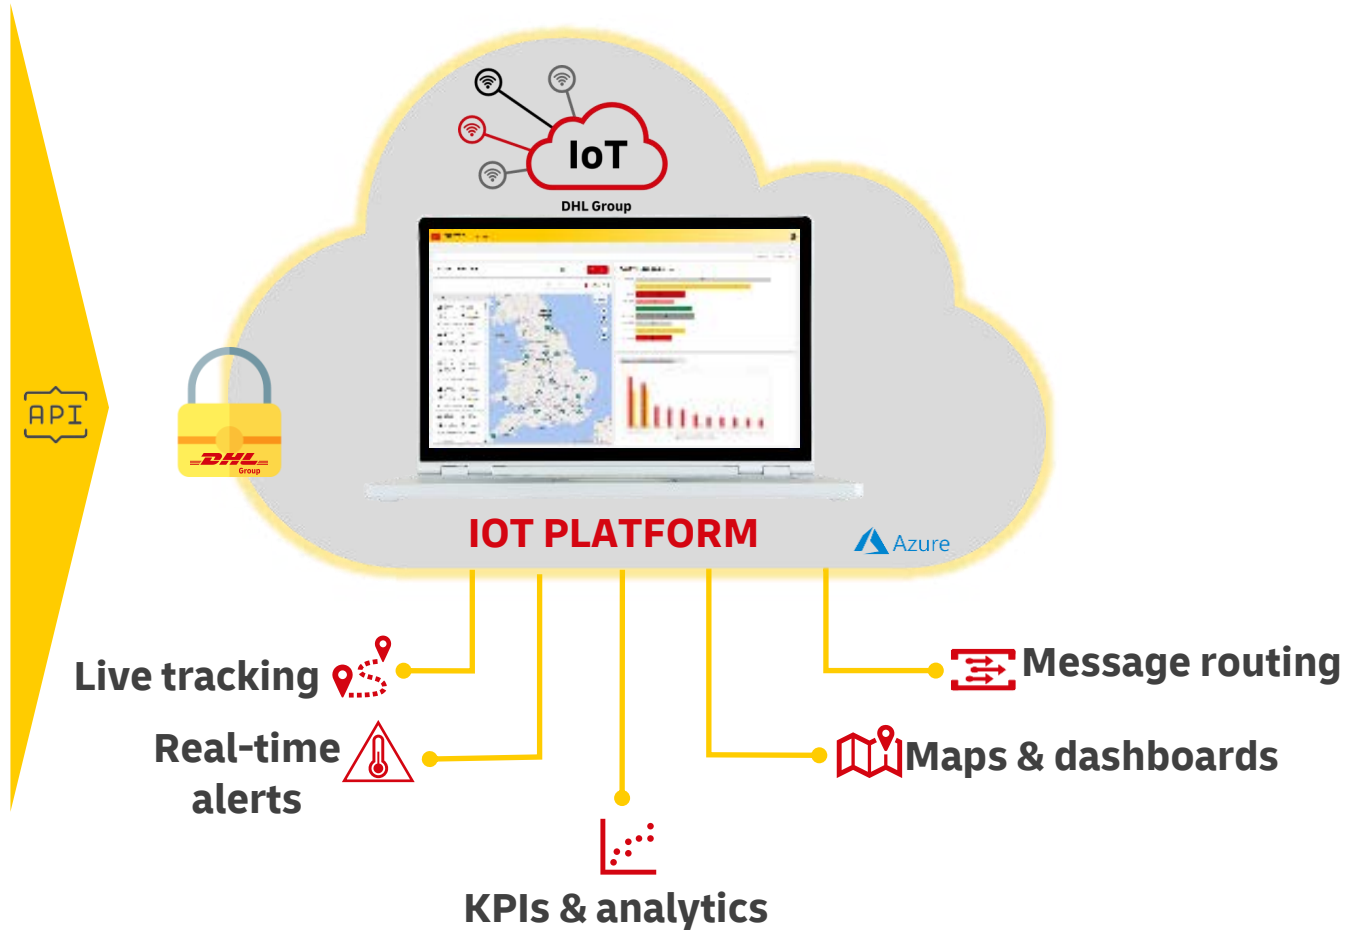 IoT
DHL Group
API
DHL
Group
IOT PLATFORM
Azure
Live tracking
Message routing
Real-time
alerts
Maps & dashboards
KPIs & analytics